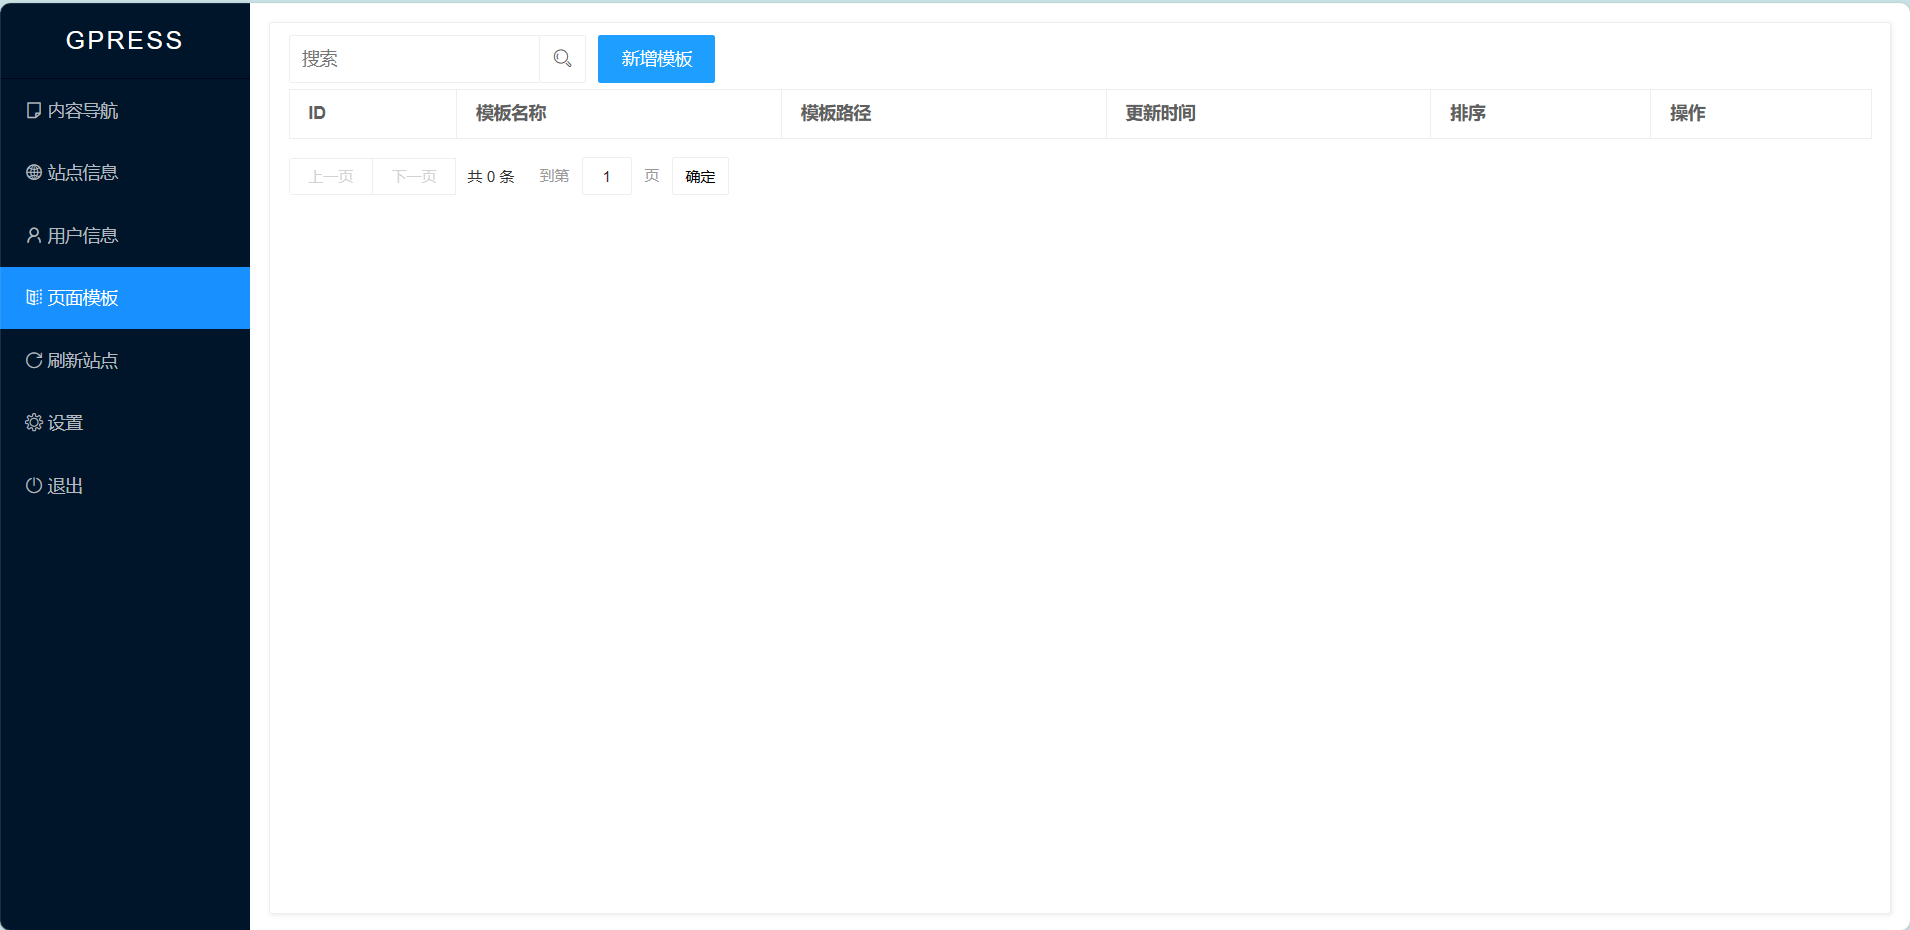 GPRESS
内容导航
站点信息
用户信息
页面模板
刷新站点
设置
退出
搜索 新增模板
ID 模板名称 模板路径 更新时间 排序 操作
上一页 下一页 共 0 条 到第 1 页 确定